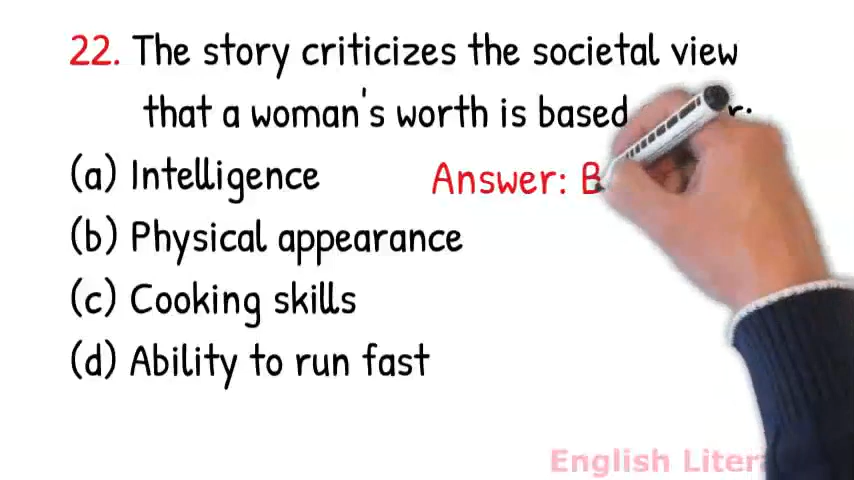 22. The story criticizes the societal view
that a woman's worth is based
(a) Intelligence
Answer: B
(b) Physical appearance
(c) Cooking skills
(d) Ability to run fast
English